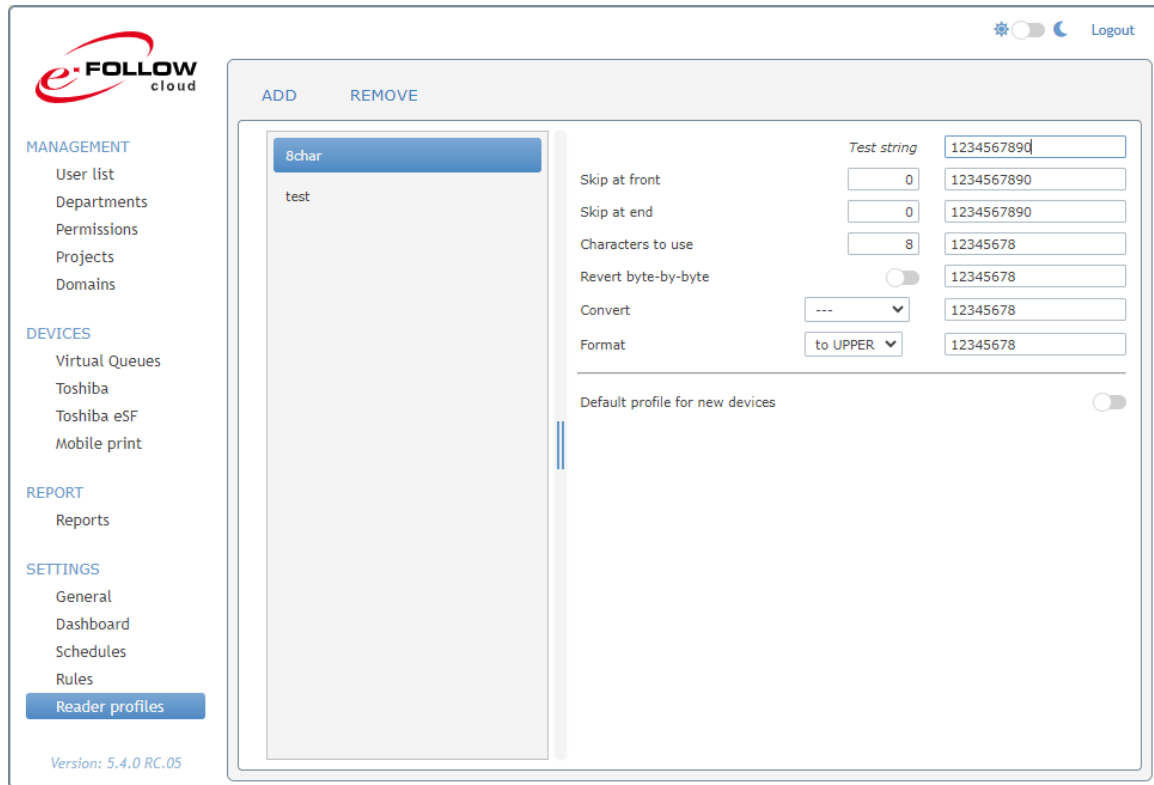 Logout
e-FOLLOW
cloud
ADD REMOVE
MANAGEMENT
User list
Departments
Permissions
Projects
Domains
DEVICES
Virtual Queues
Toshiba
Toshiba eSF
Mobile print
REPORT
Reports
SETTINGS
General
Dashboard
Schedules
Rules
Reader profiles
Version: 5.4.0 RC.05
8char
test
Test string 1234567890
Skip at front 0 1234567890
Skip at end 0 1234567890
Characters to use 8 12345678
Revert byte-by-byte 12345678
Convert --- 12345678
Format to UPPER 12345678
Default profile for new devices